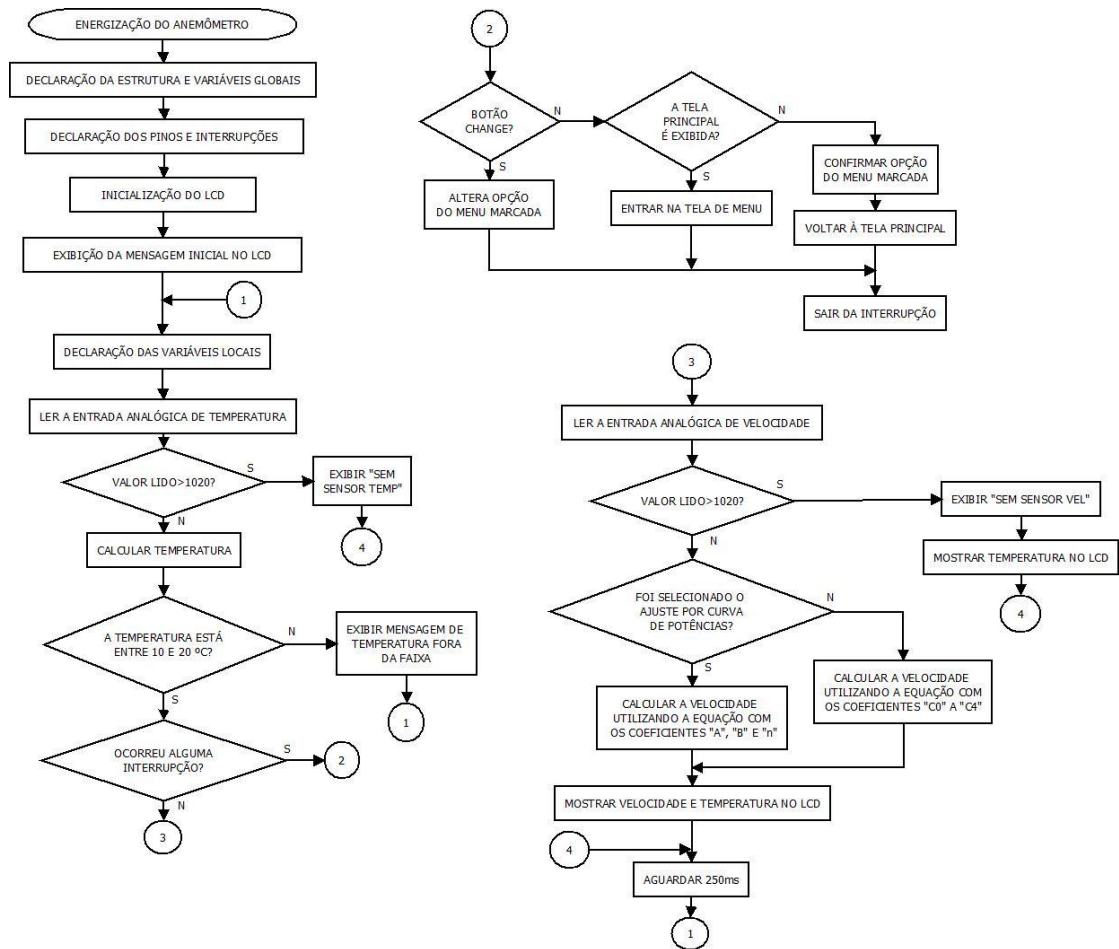 ENERGIZAÇÃO DO ANEMÔMETRO
DECLARAÇÃO DA ESTRUTURA E VARIÁVEIS GLOBAIS
DECLARAÇÃO DOS PINOS E INTERRUPÇÕES
INICIALIZAÇÃO DO LCD
EXIBIÇÃO DA MENSAGEM INICIAL NO LCD
1
DECLARAÇÃO DAS VARIÁVEIS LOCAIS
LER A ENTRADA ANALÓGICA DE TEMPERATURA
VALOR LIDO>1020?
S
EXIBIR "SEM
SENSOR TEMP"
4
N
CALCULAR TEMPERATURA
A TEMPERATURA ESTÁ
ENTRE 10 E 20 ºC?
N
EXIBIR MENSAGEM DE
TEMPERATURA FORA
DA FAIXA
1
S
OCORREU ALGUMA
INTERRUPÇÃO?
S
2
N
3
2
BOTÃO
CHANGE?
N
A TELA
PRINCIPAL
É EXIBIDA?
N
S
ALTERA OPÇÃO
DO MENU MARCADA
S
ENTRAR NA TELA DE MENU
CONFIRMAR OPÇÃO
DO MENU MARCADA
VOLTAR À TELA PRINCIPAL
SAIR DA INTERRUPÇÃO
3
LER A ENTRADA ANALÓGICA DE VELOCIDADE
VALOR LIDO>1020?
S
EXIBIR "SEM SENSOR VEL"
MOSTRAR TEMPERATURA NO LCD
4
N
FOI SELECIONADO O
AJUSTE POR CURVA
DE POTÊNCIAS?
N
S
CALCULAR A VELOCIDADE
UTILIZANDO A EQUAÇÃO COM
OS COEFICIENTES "A", "B" E "n"
CALCULAR A VELOCIDADE
UTILIZANDO A EQUAÇÃO COM
OS COEFICIENTES "C0" A "C4"
MOSTRAR VELOCIDADE E TEMPERATURA NO LCD
4
AGUARDAR 250ms
1